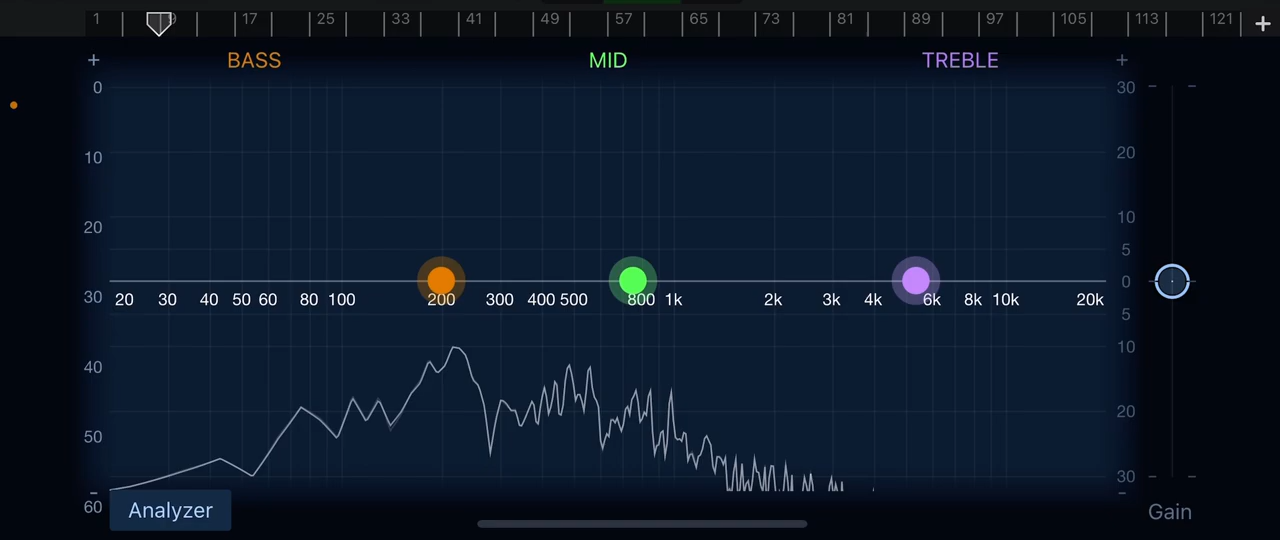 1 9 17 25 33 41 49 57 65 73 81 89 97 105 113 121 +
+ BASS MID TREBLE +
0 30
10 20
20 10
5
30 0
20 30 40 50 60 80 100 200 300 400 500 800 1k 2k 3k 4k 6k 8k 10k 20k
5
40 10
50 20
30
- -
60 Analyzer Gain